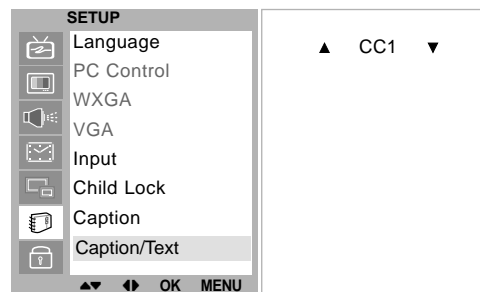 SETUP
Language
PC Control
WXGA
VGA
Input
Child Lock
Caption
Caption/Text
▲▼ ◀▶ OK MENU
▲ CC1 ▼